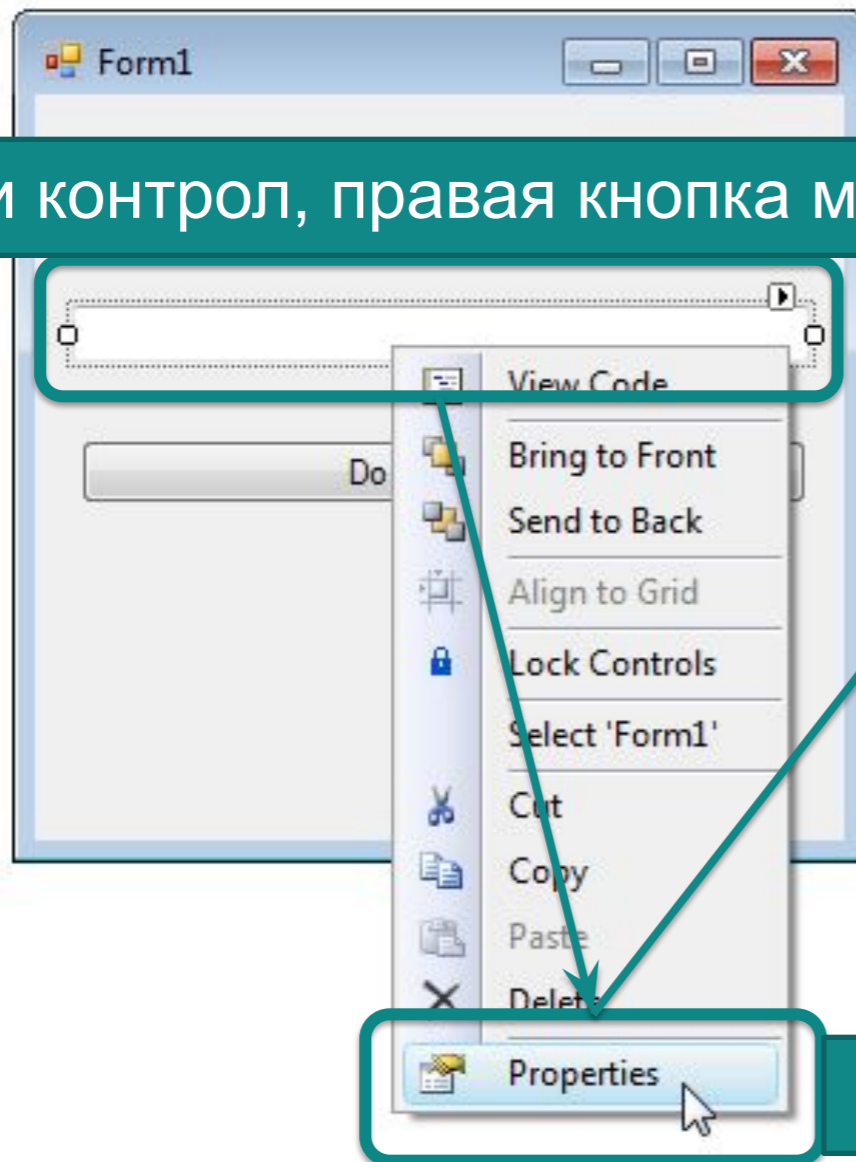 Form1
и контрол, правая кнопка м
View Code
Do
Bring to Front
Send to Back
Align to Grid
Lock Controls
Select 'Form1'
Cut
Copy
Paste
Delete
Properties